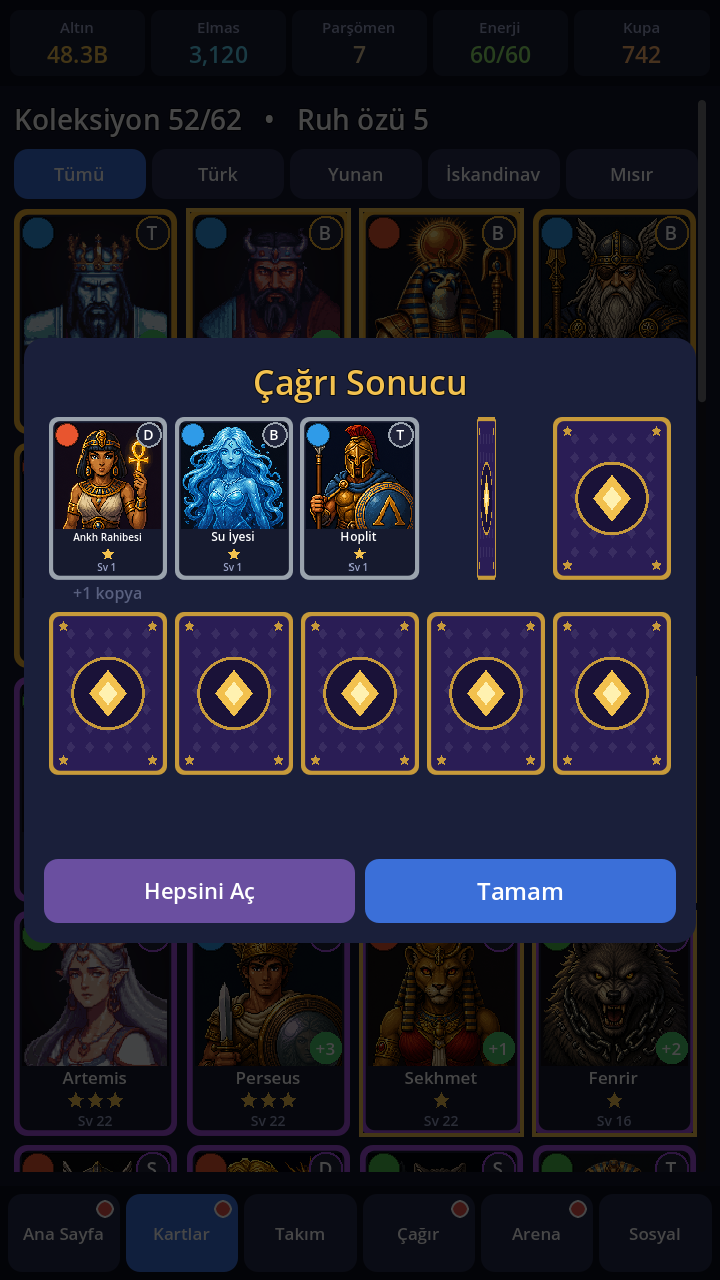 Altın Elmas Parşömen Enerji Kupa
48.3B 3,120 7 60/60 742
Koleksiyon 52/62 • Ruh özü 5
Tümü Türk Yunan İskandinav Mısır
T B B B
Çağrı Sonucu
D B T
Ankh Rahibesi Su İyesi Hoplit
Sv 1 Sv 1 Sv 1
+1 kopya
Hepsini Aç Tamam
+3 +1 +2
Artemis Perseus Sekhmet Fenrir
Sv 22 Sv 22 Sv 22 Sv 16
S D S T
Ana Sayfa Kartlar Takım Çağır Arena Sosyal